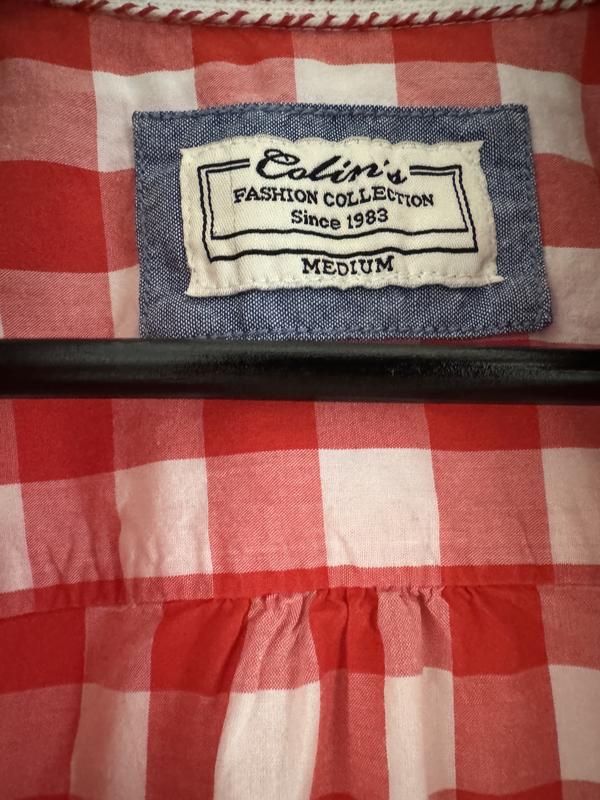 Colin's
FASHION COLLECTION
Since 1983
MEDIUM